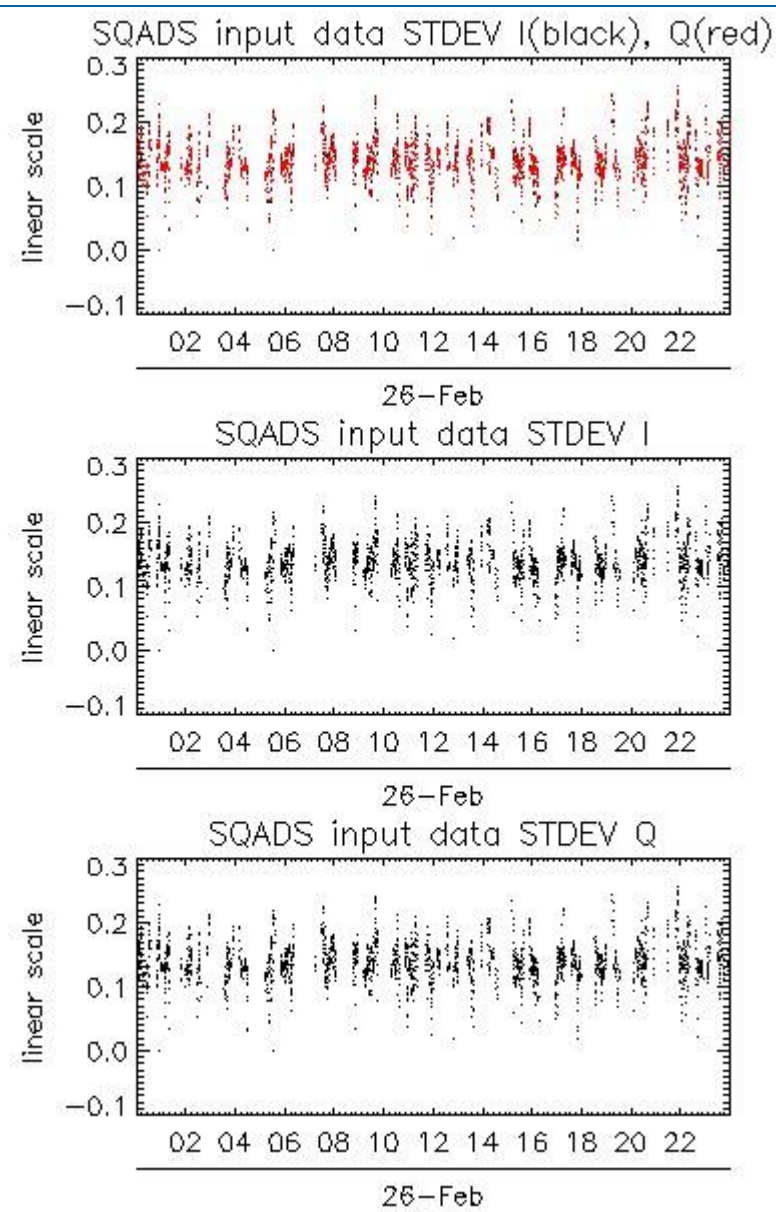 SQADS input data STDEV I(black), Q(red)
0.3
0.2
0.1
0.0
−0.1
linear scale
02 04 06 08 10 12 14 16 18 20 22
26−Feb
SQADS input data STDEV I
0.3
0.2
0.1
0.0
−0.1
linear scale
02 04 06 08 10 12 14 16 18 20 22
26−Feb
SQADS input data STDEV Q
0.3
0.2
0.1
0.0
−0.1
linear scale
02 04 06 08 10 12 14 16 18 20 22
26−Feb